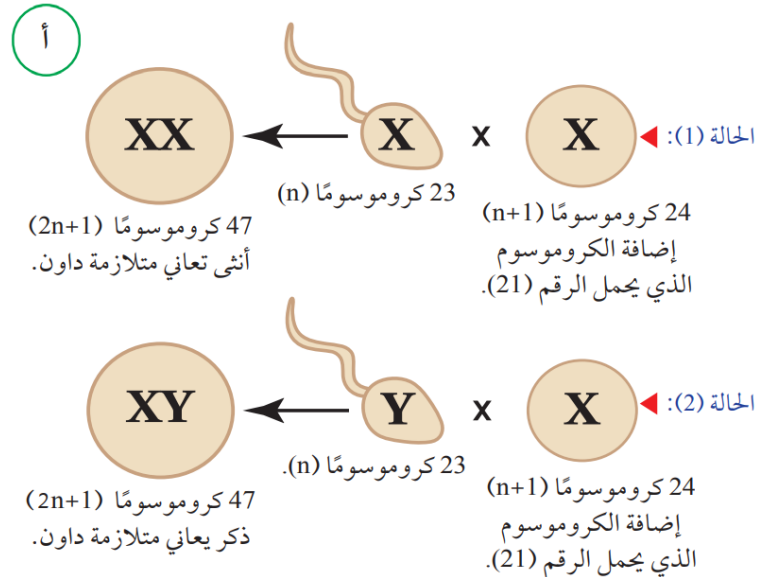 أ
الحالة (1):
X
x
X
XX
24 كروموسومًا (n+1)
إضافة الكروموسوم
الذي يحمل الرقم (21).
23 كروموسومًا (n)
47 كروموسومًا (2n+1)
أنثى تعاني متلازمة داون.
الحالة (2):
X
x
Y
XY
24 كروموسومًا (n+1)
إضافة الكروموسوم
الذي يحمل الرقم (21).
23 كروموسومًا (n).
47 كروموسومًا (2n+1)
ذكر يعاني متلازمة داون.